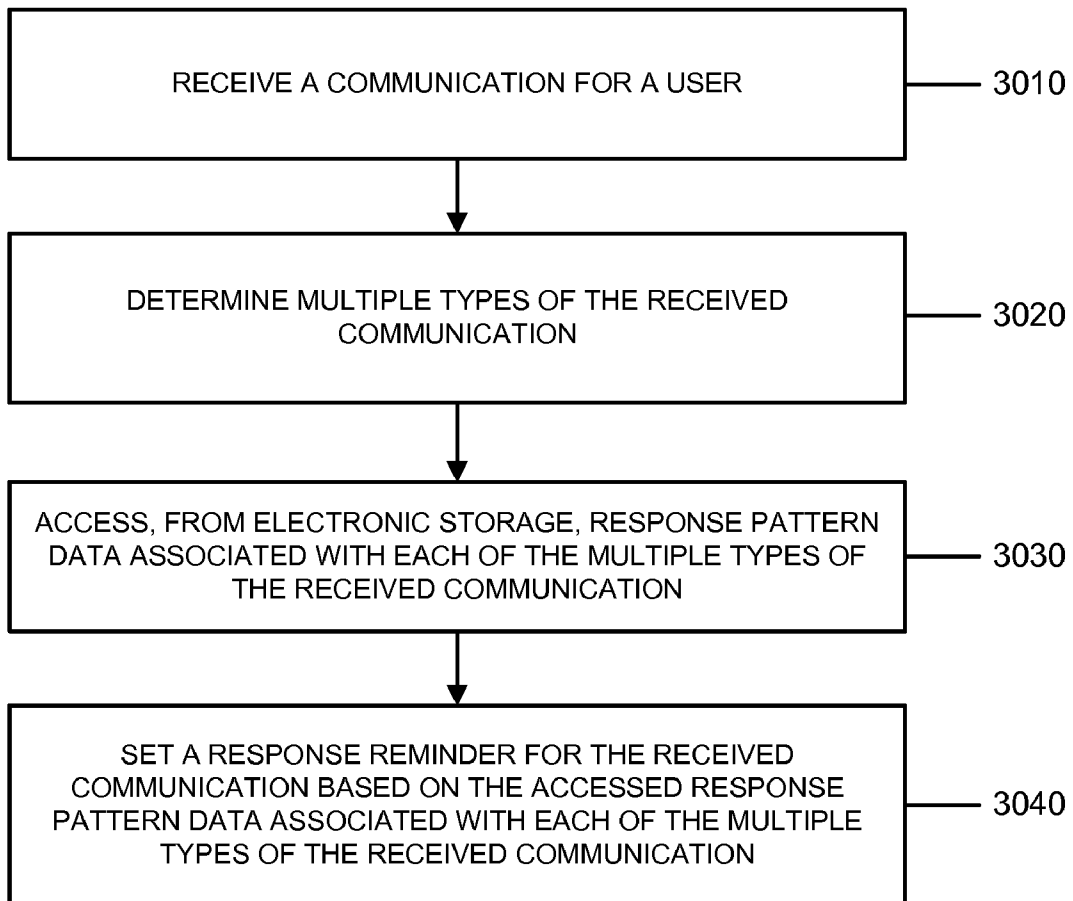 RECEIVE A COMMUNICATION FOR A USER
3010
DETERMINE MULTIPLE TYPES OF THE RECEIVED
COMMUNICATION
3020
ACCESS, FROM ELECTRONIC STORAGE, RESPONSE PATTERN
DATA ASSOCIATED WITH EACH OF THE MULTIPLE TYPES OF
THE RECEIVED COMMUNICATION
3030
SET A RESPONSE REMINDER FOR THE RECEIVED
COMMUNICATION BASED ON THE ACCESSED RESPONSE
PATTERN DATA ASSOCIATED WITH EACH OF THE MULTIPLE
TYPES OF THE RECEIVED COMMUNICATION
3040